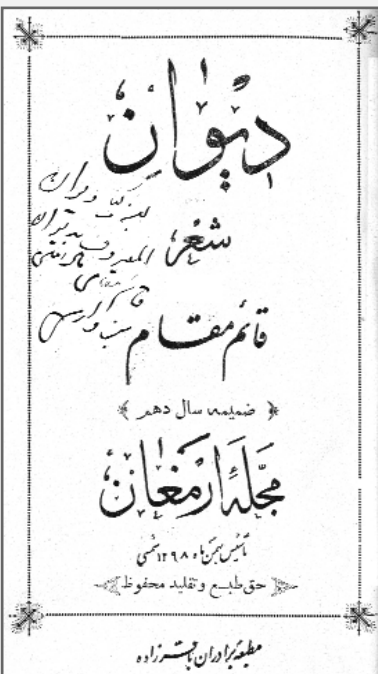 دیوان
شعر
قائم مقام
ضمیمه سال دهم
مجلهٔ ارمغان
تأسیس بهمن ماه ۱۲۹۸ شمسی
حق طبع و تقلید محفوظ
مطبعهٔ برادران باقرزاده